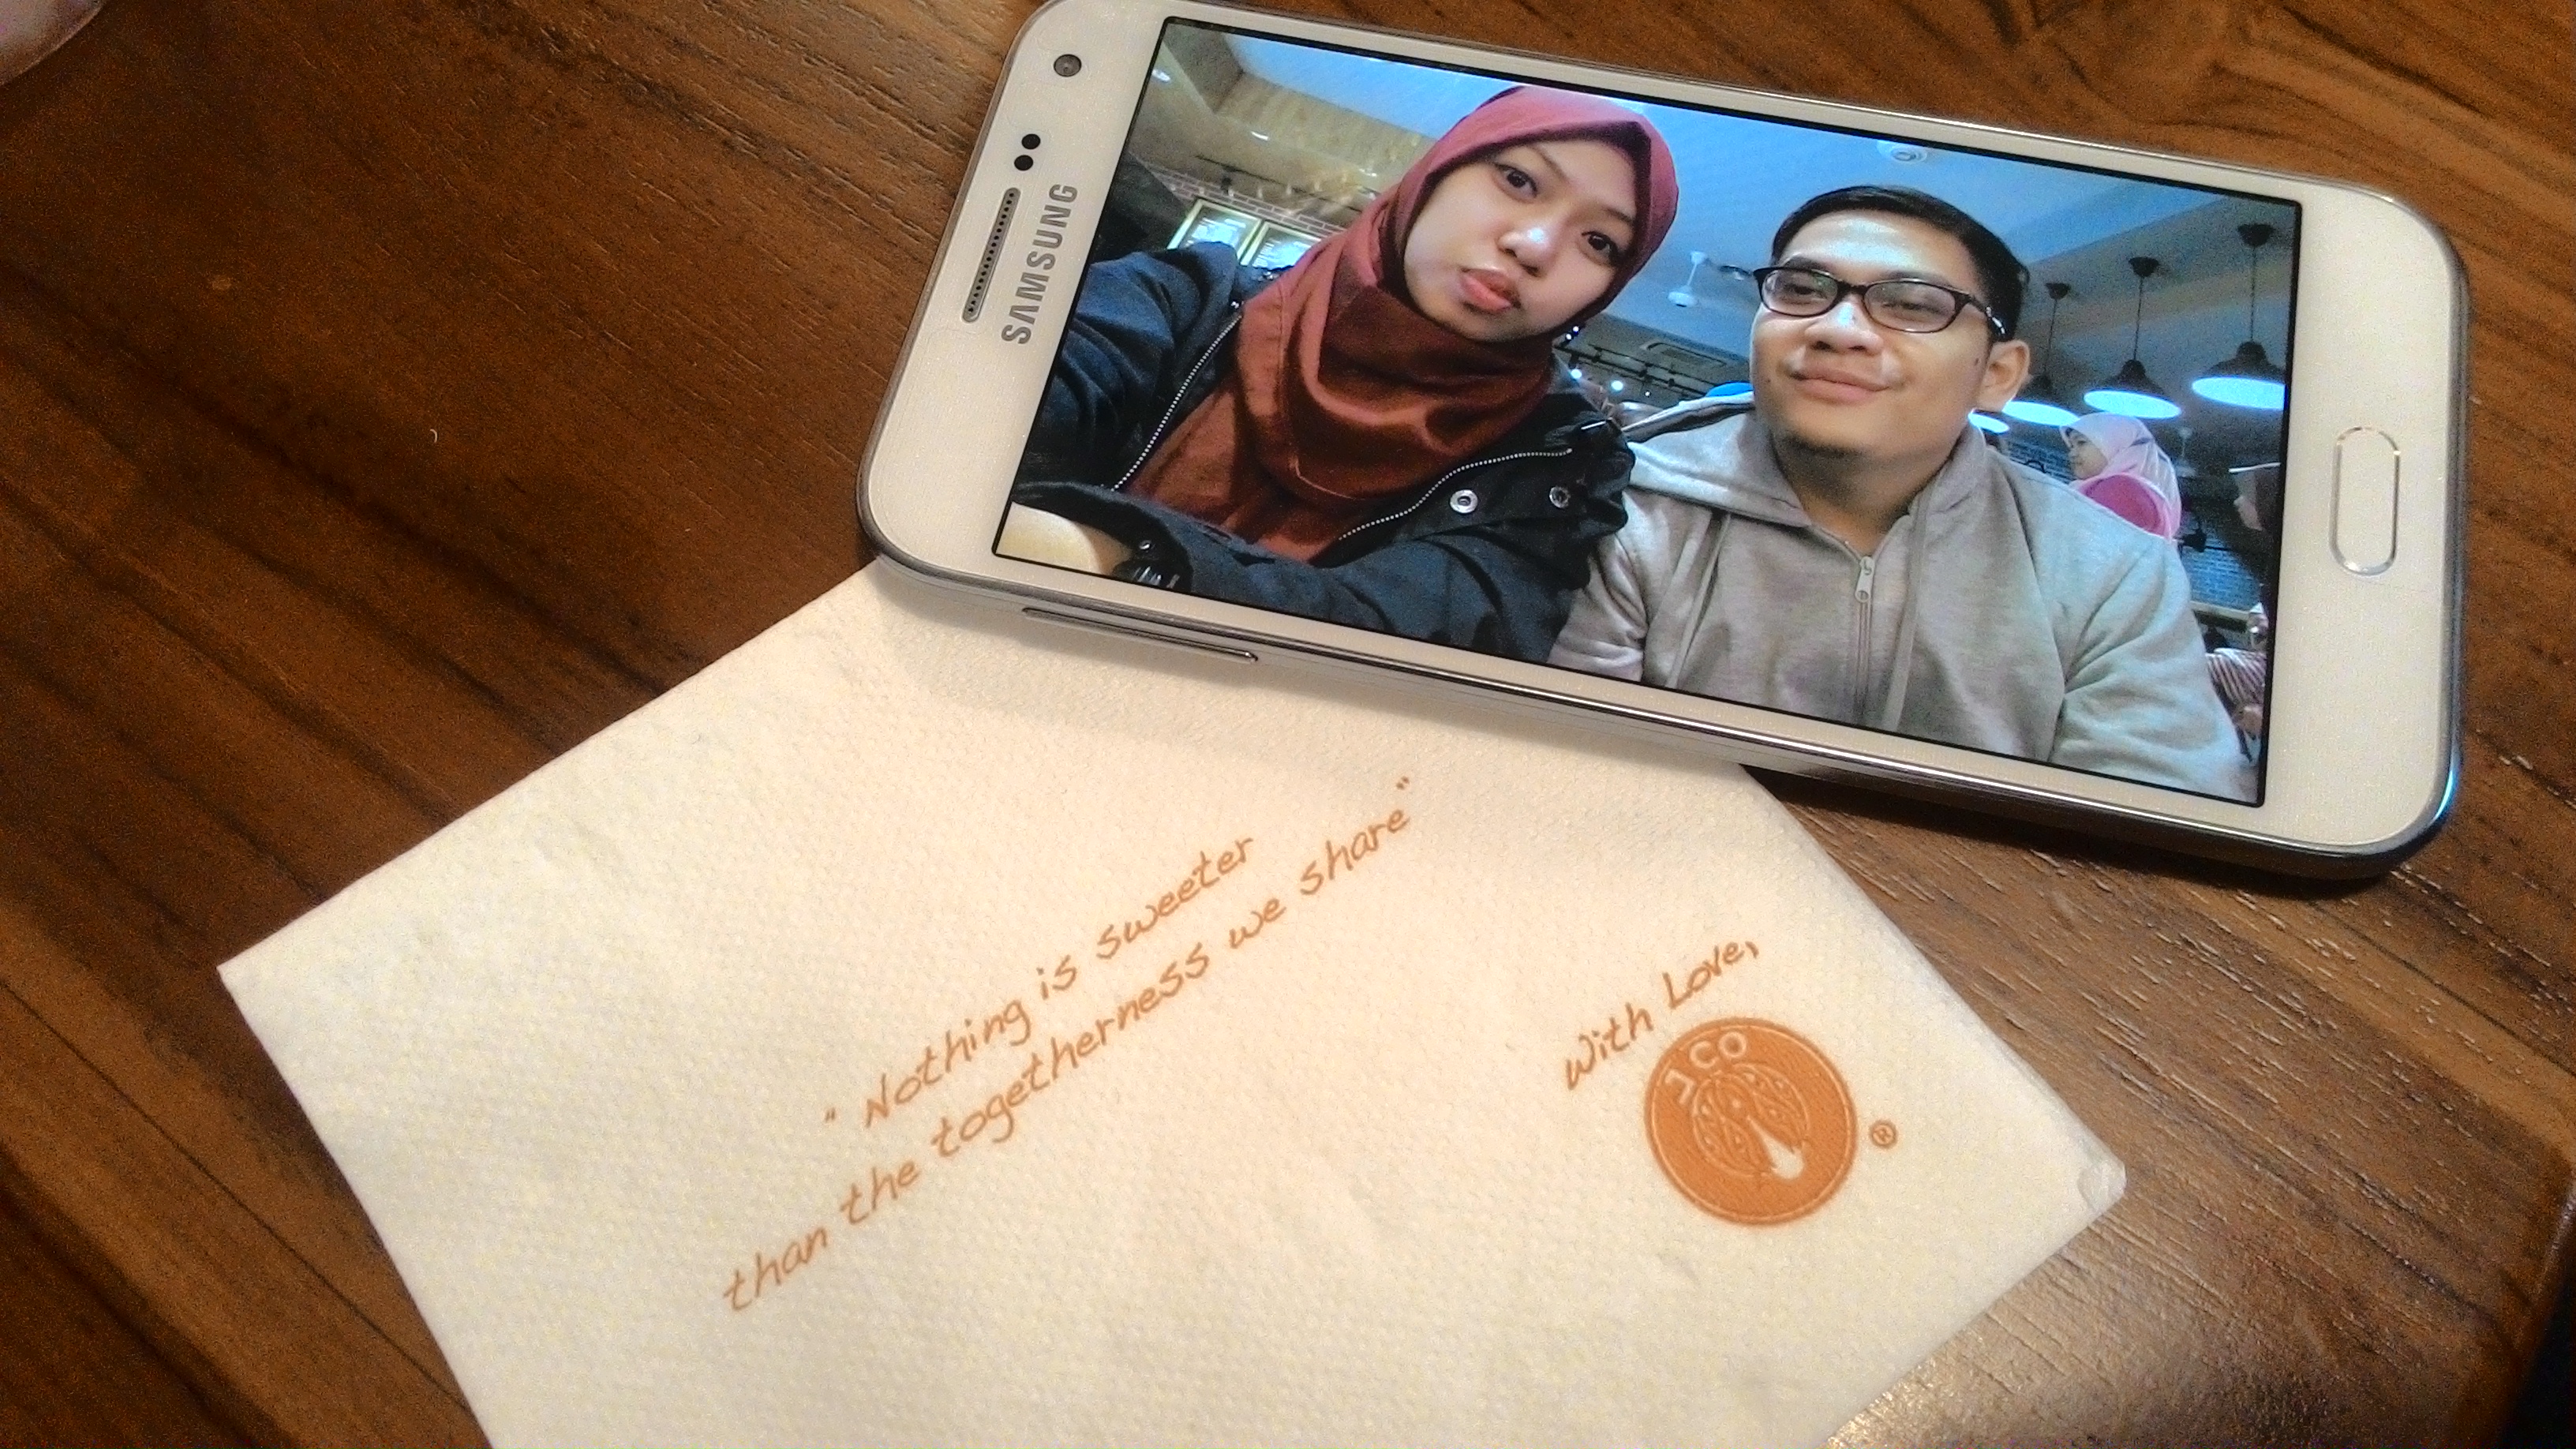 SAMSUNG
" Nothing is sweeter
than the togetherness we share"
With Love,
J.CO
®